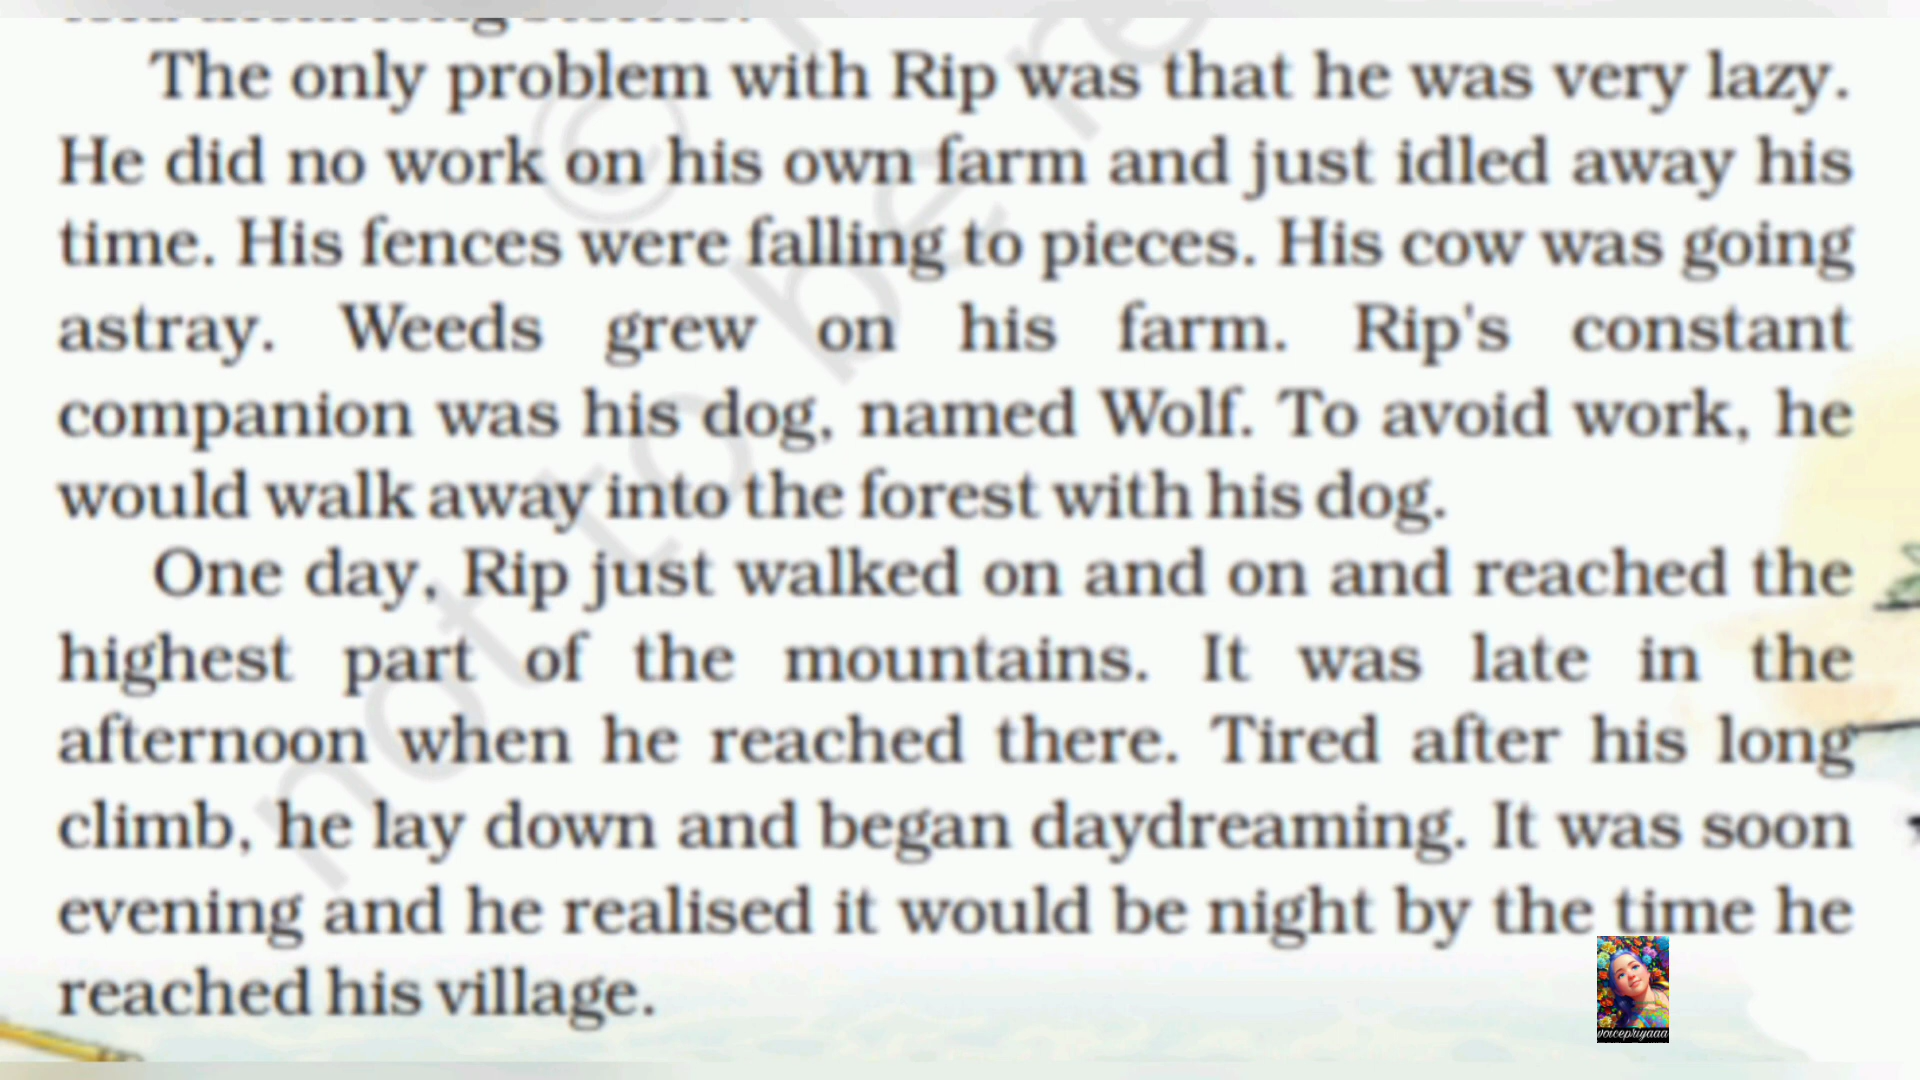 The only problem with Rip was that he was very lazy.
He did no work on his own farm and just idled away his
time. His fences were falling to pieces. His cow was going
astray. Weeds grew on his farm. Rip's constant
companion was his dog, named Wolf. To avoid work, he
would walk away into the forest with his dog.
One day, Rip just walked on and on and reached the
highest part of the mountains. It was late in the
afternoon when he reached there. Tired after his long
climb, he lay down and began daydreaming. It was soon
evening and he realised it would be night by the time he
reached his village.
©
not to be re
voicepriyaaa